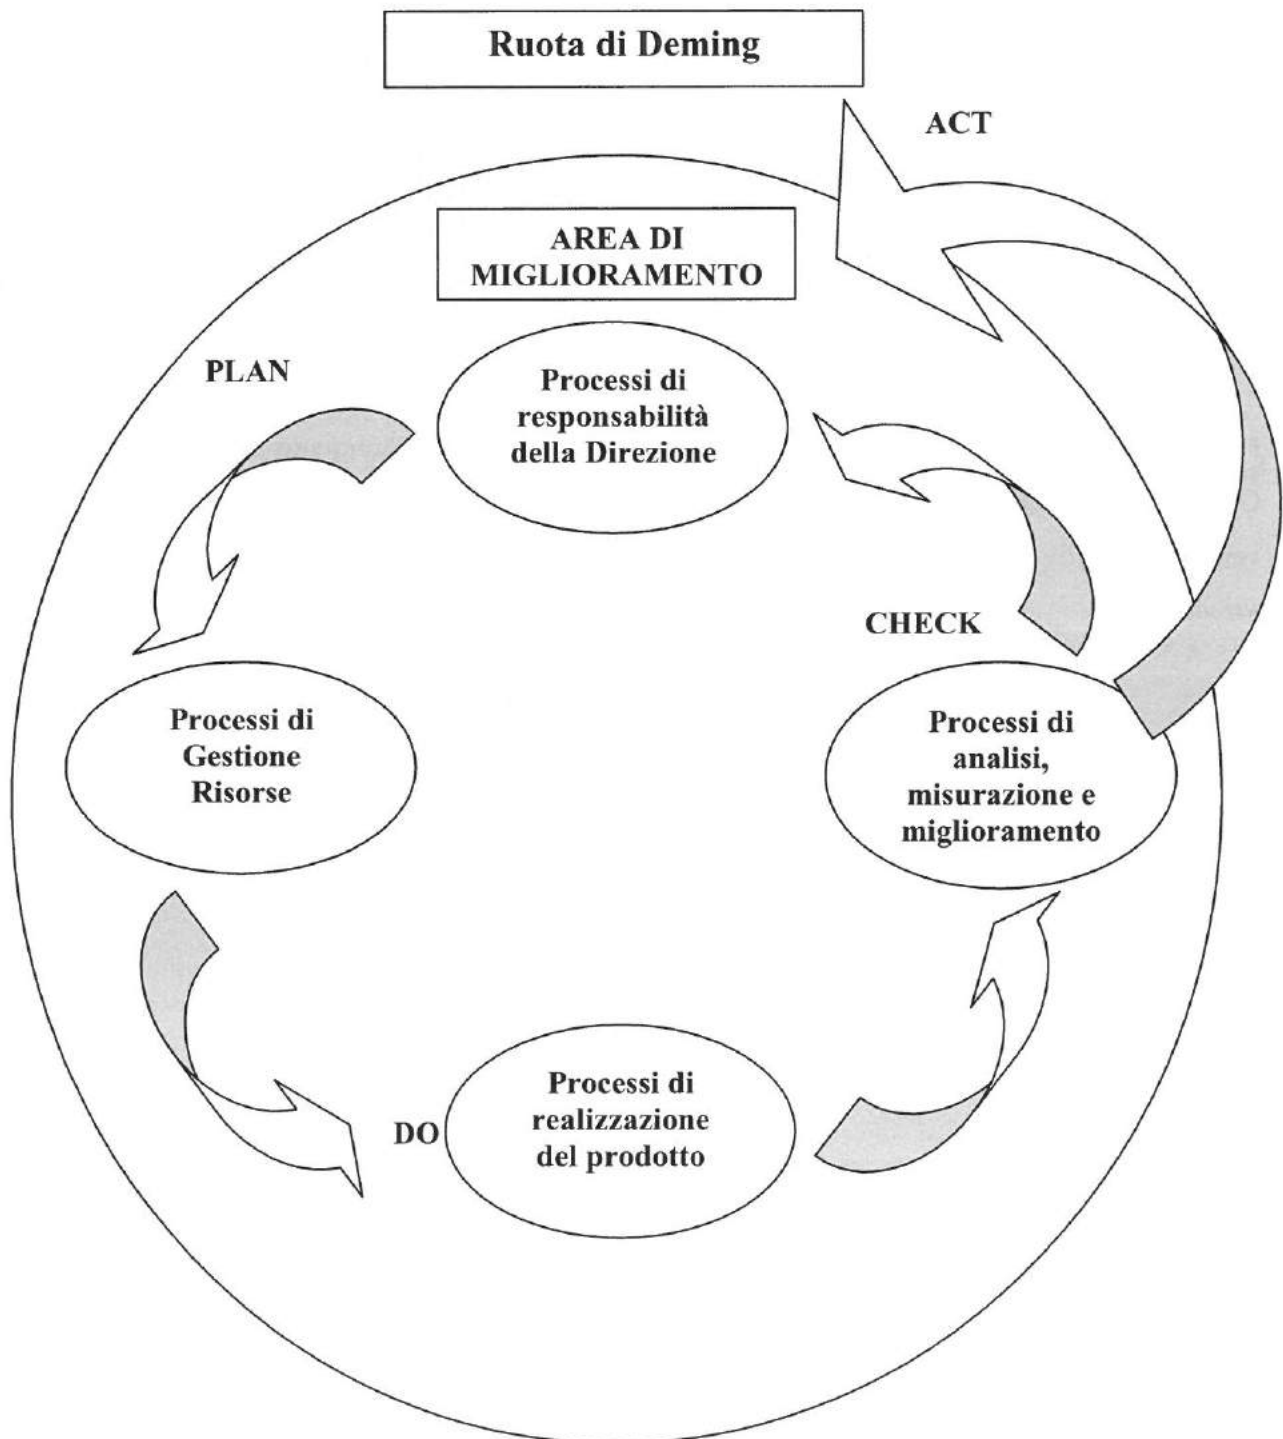 Ruota di Deming
ACT
AREA DI
MIGLIORAMENTO
PLAN
Processi di
responsabilità
della Direzione
CHECK
Processi di
Gestione
Risorse
Processi di
analisi,
misurazione e
miglioramento
DO
Processi di
realizzazione
del prodotto